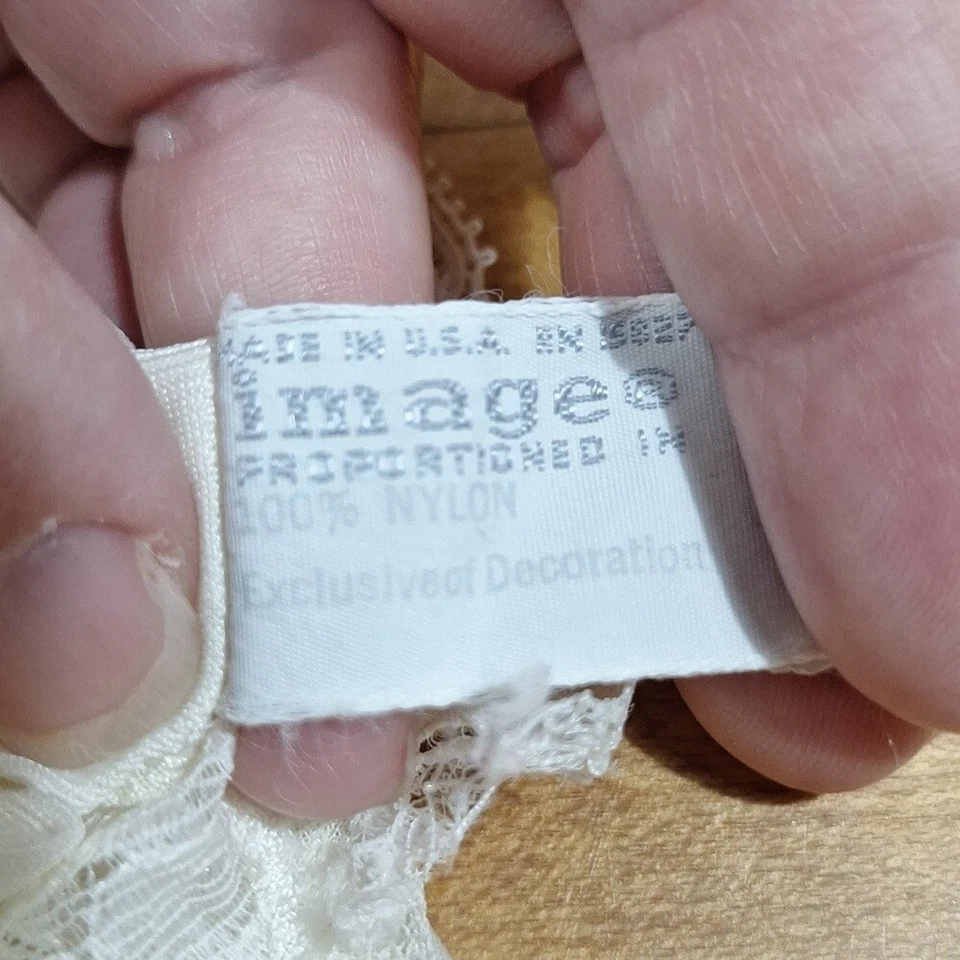 MADE IN U.S.A.
Image
PROPORTIONED IN
100% NYLON
Exclusive of Decoration